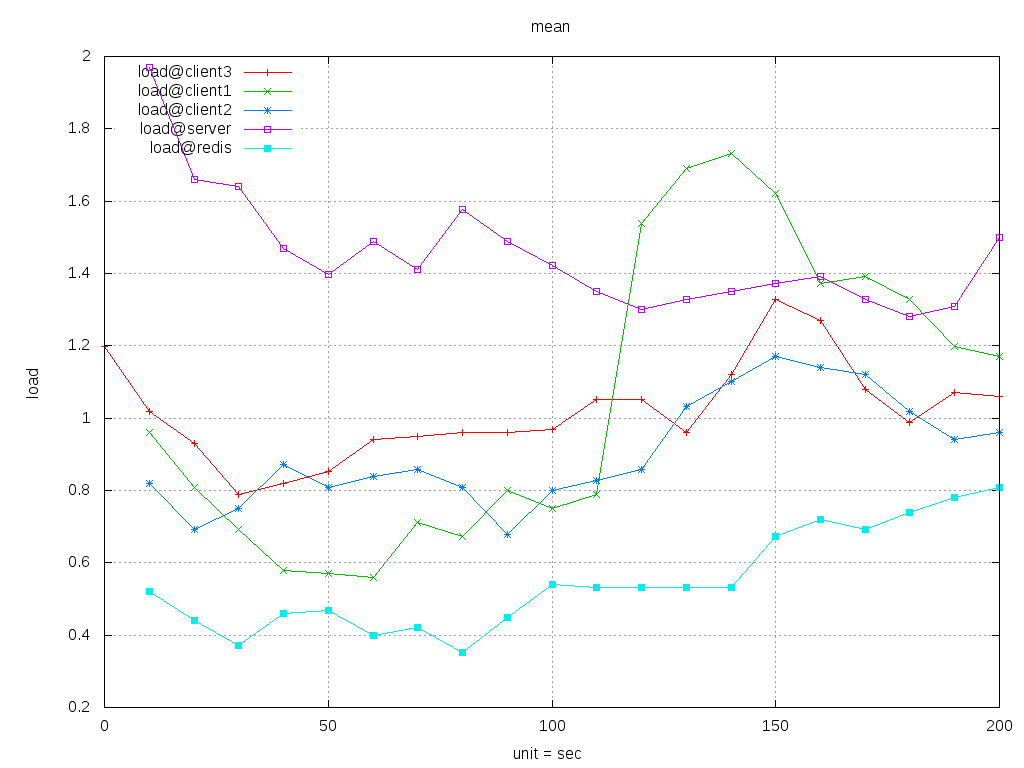 mean
2
1.8
1.6
1.4
1.2
1
0.8
0.6
0.4
0.2
load
load@client3
load@client1
load@client2
load@server
load@redis
0 50 100 150 200
unit = sec